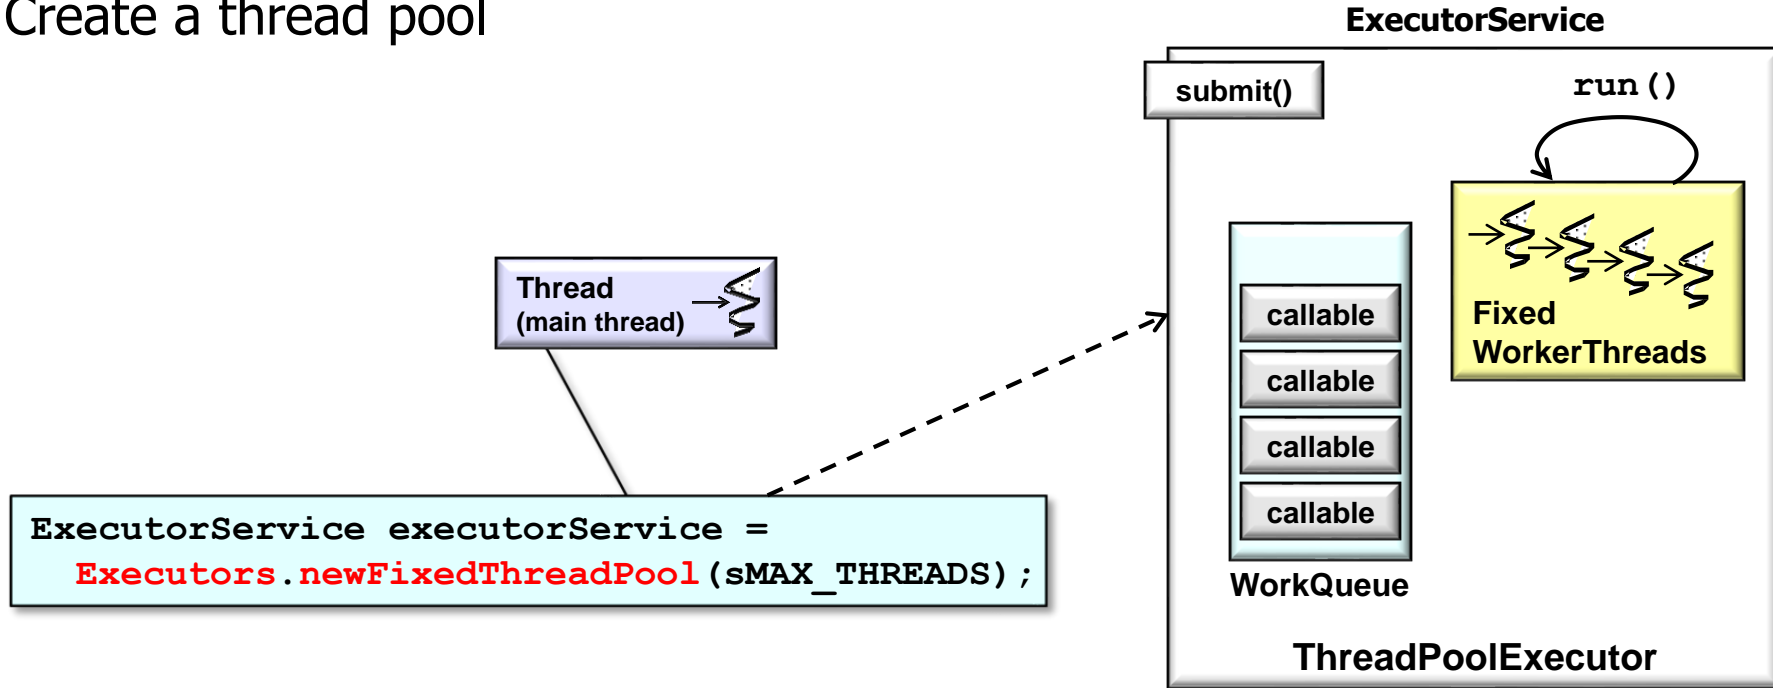 Create a thread pool
ExecutorService
submit()
run()
Thread
(main thread)
callable
callable
callable
callable
WorkQueue
Fixed
WorkerThreads
ExecutorService executorService =
Executors.newFixedThreadPool(sMAX_THREADS);
ThreadPoolExecutor